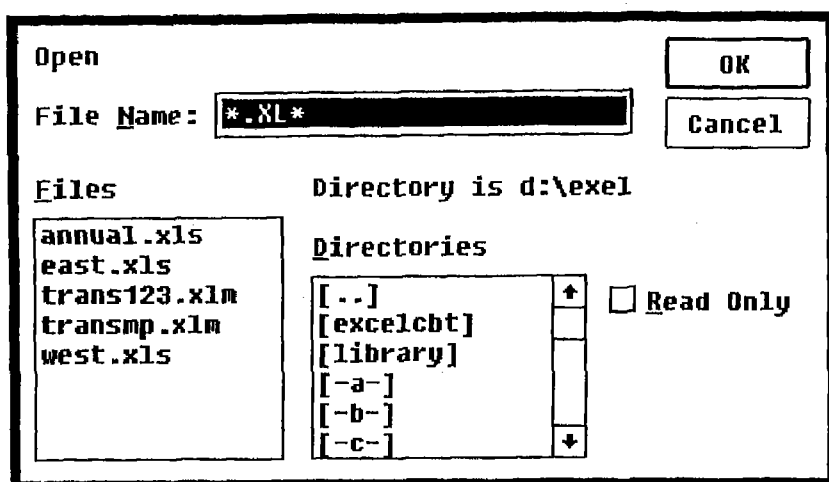 Open
OK
File Name: *.XL*
Cancel
Files
Directory is d:\exel
annual.xls
east.xls
trans123.xlm
transmp.xlm
west.xls
Directories
[..]
[excelcbt]
[library]
[-a-]
[-b-]
[-c-]
Read Only